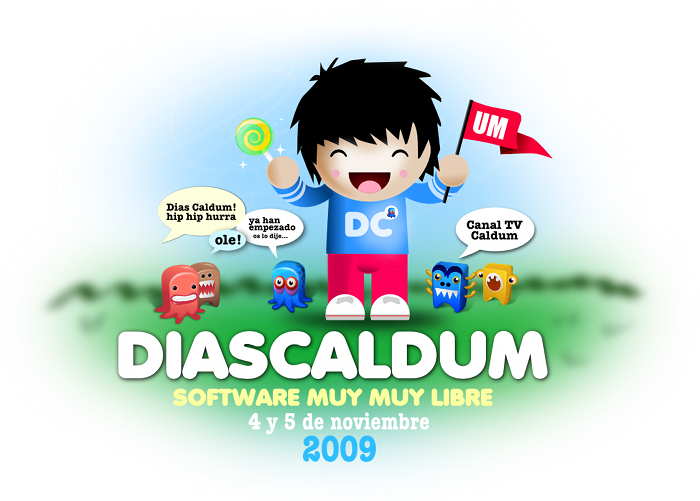 UM
DC
Dias Caldum!
hip hip hurra
ole!
ya han
empezado
os lo dije...
Canal TV
Caldum
DIASCALDUM
SOFTWARE MUY MUY LIBRE
4 y 5 de noviembre
2009